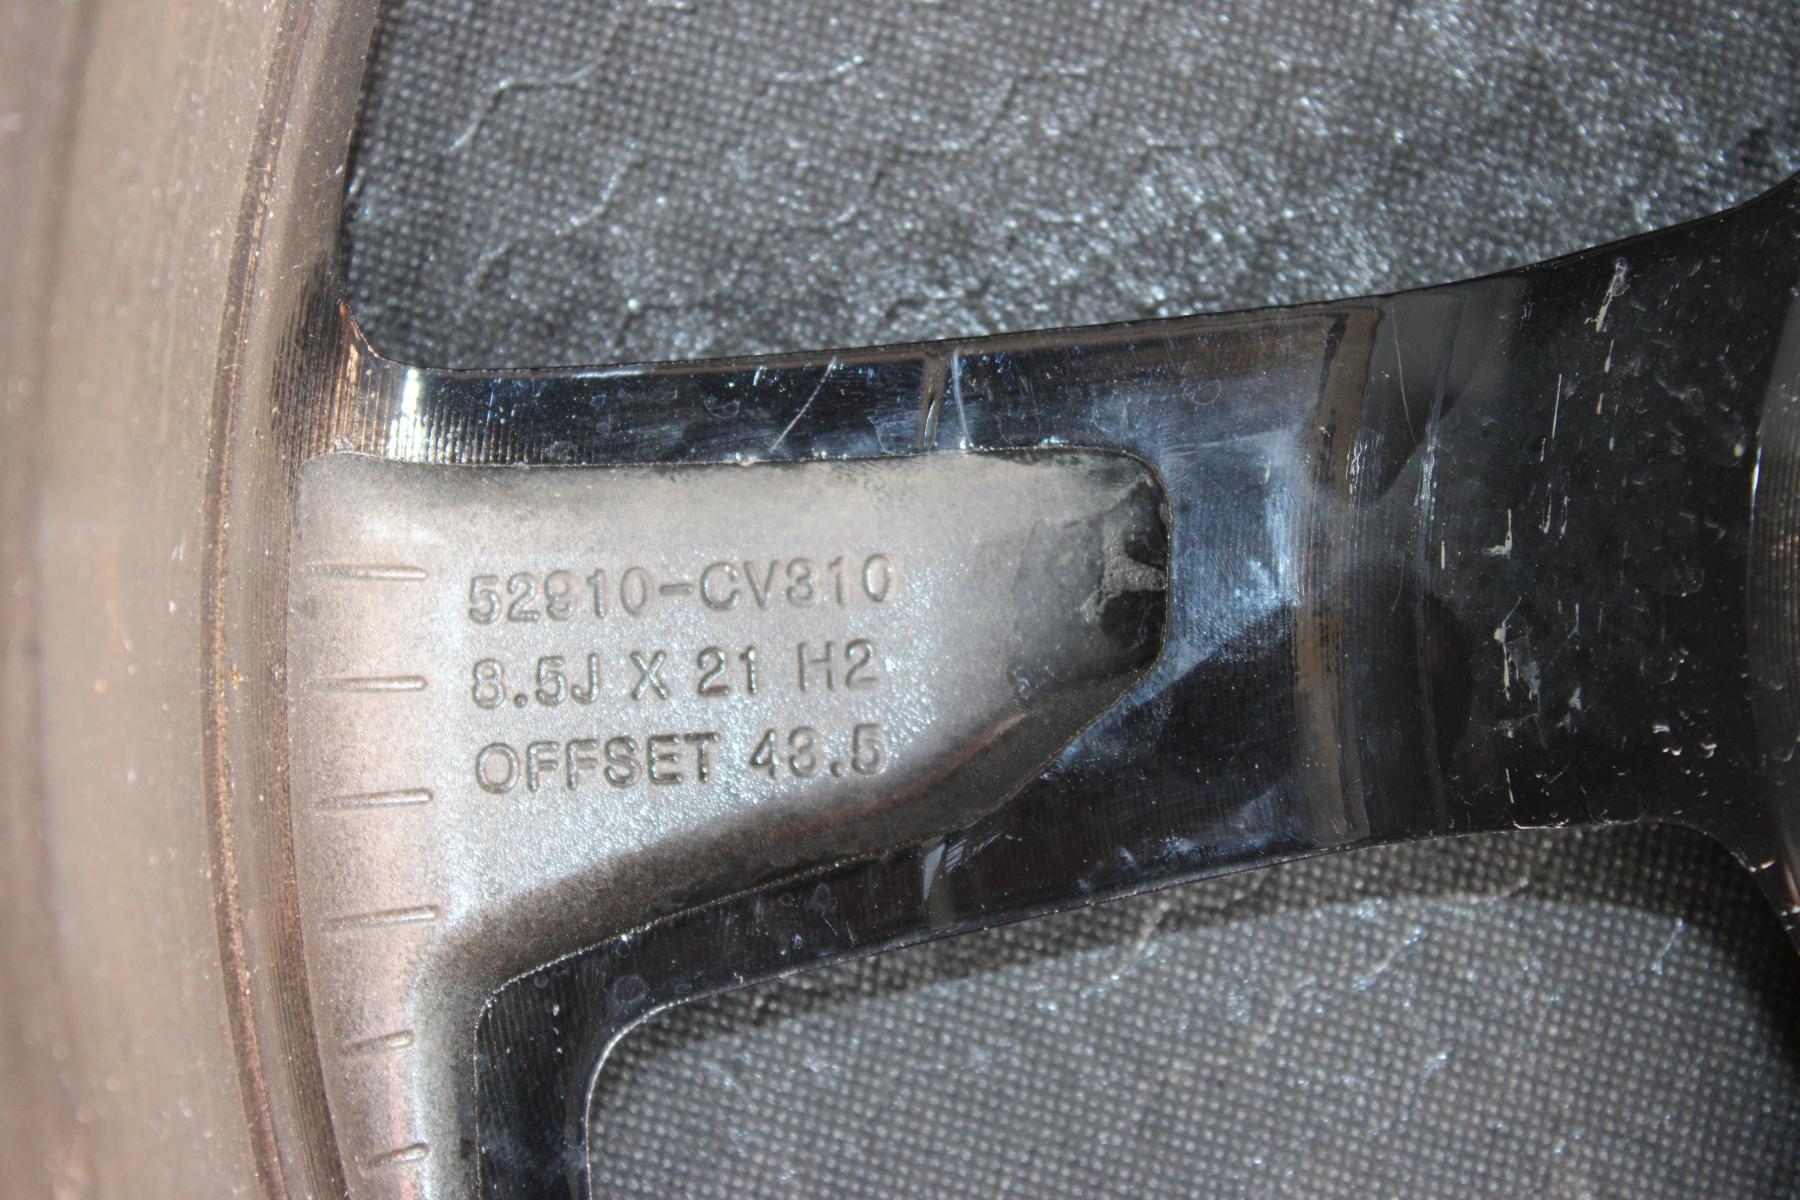 52910-CV310
8.5J X 21 H2
OFFSET 43.5